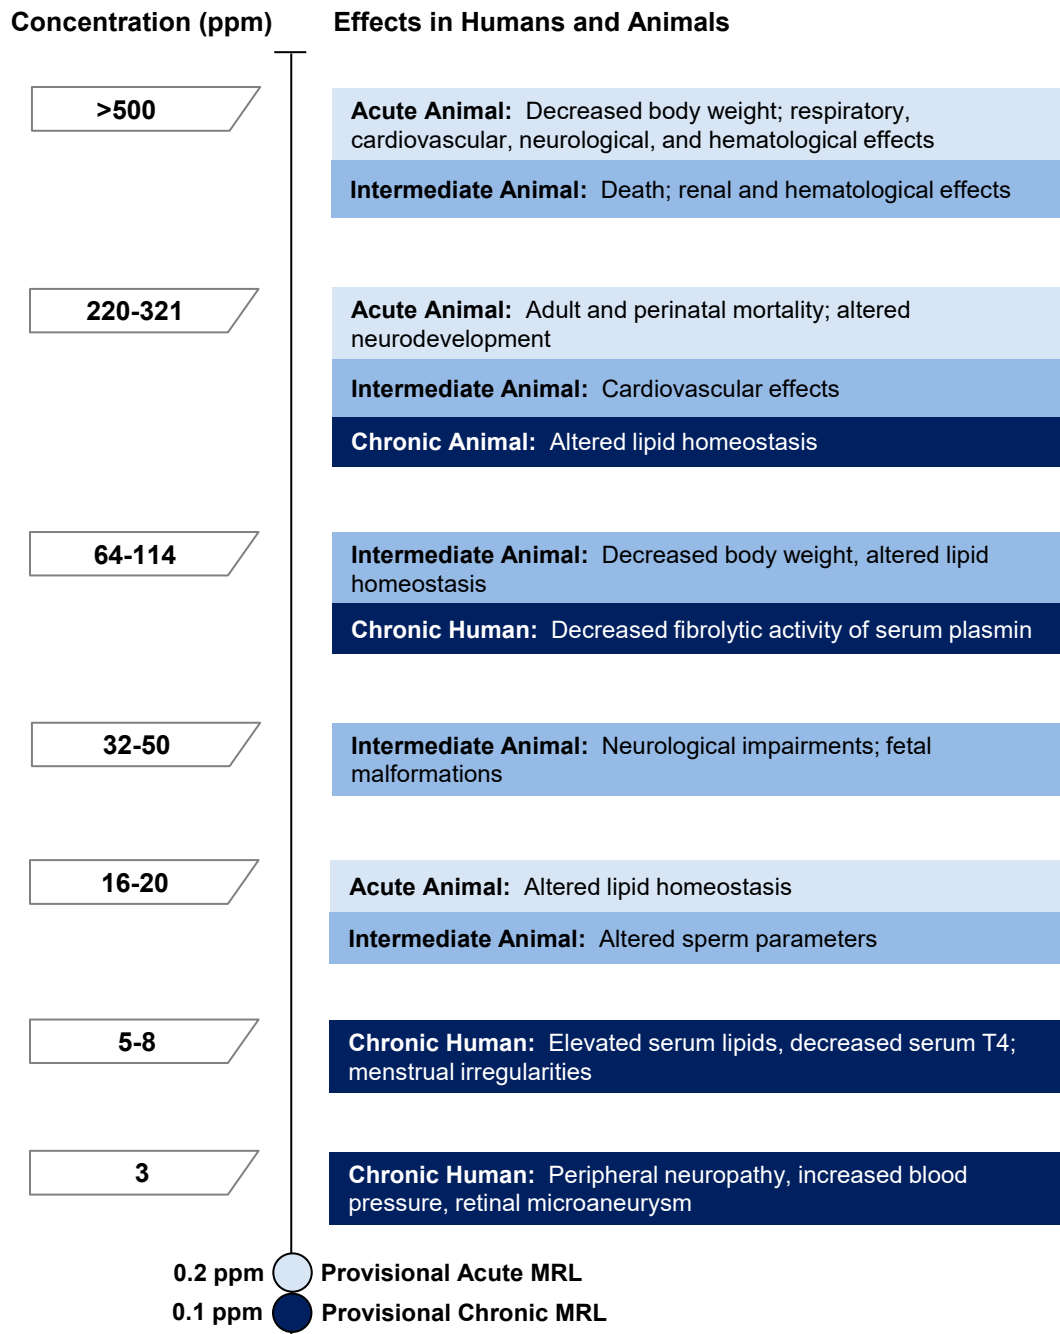 Concentration (ppm) Effects in Humans and Animals
>500
Acute Animal: Decreased body weight; respiratory,
cardiovascular, neurological, and hematological effects
Intermediate Animal: Death; renal and hematological effects
220-321
Acute Animal: Adult and perinatal mortality; altered
neurodevelopment
Intermediate Animal: Cardiovascular effects
Chronic Animal: Altered lipid homeostasis
64-114
Intermediate Animal: Decreased body weight, altered lipid
homeostasis
Chronic Human: Decreased fibrolytic activity of serum plasmin
32-50
Intermediate Animal: Neurological impairments; fetal
malformations
16-20
Acute Animal: Altered lipid homeostasis
Intermediate Animal: Altered sperm parameters
5-8
Chronic Human: Elevated serum lipids, decreased serum T4;
menstrual irregularities
3
Chronic Human: Peripheral neuropathy, increased blood
pressure, retinal microaneurysm
0.2 ppm Provisional Acute MRL
0.1 ppm Provisional Chronic MRL